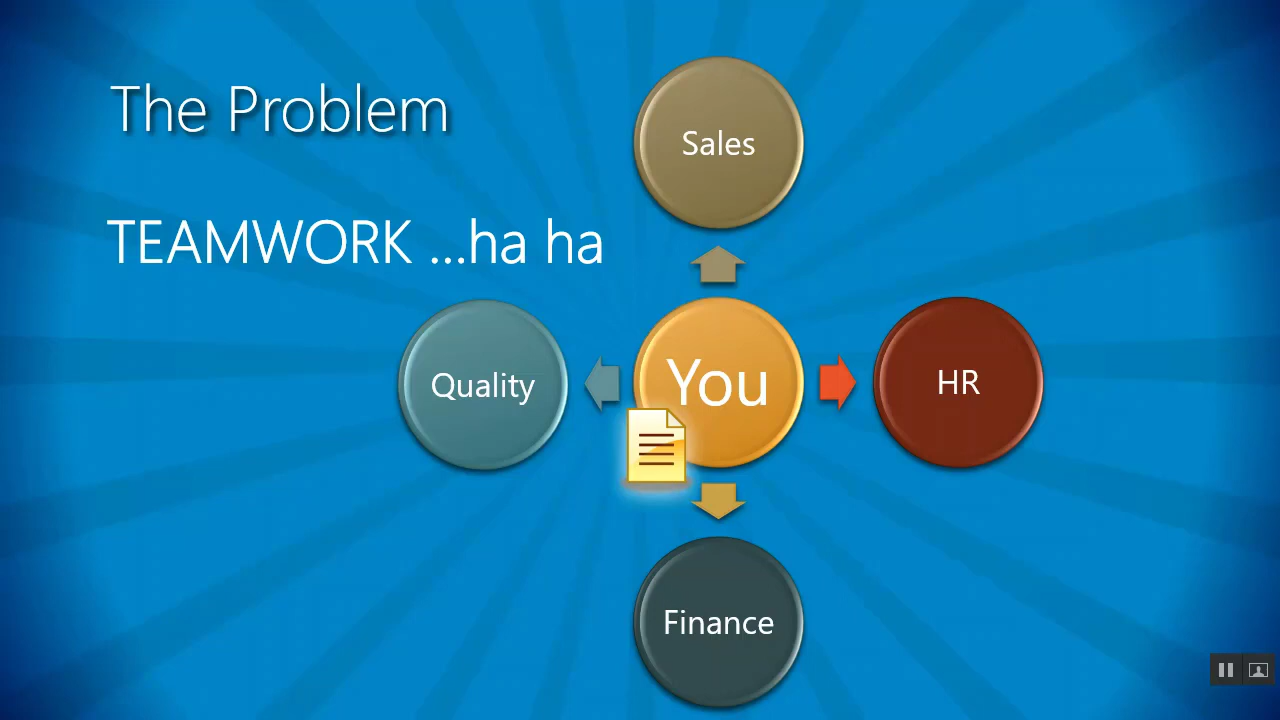 The Problem
Sales
TEAMWORK ...ha ha
Quality
You
HR
Finance